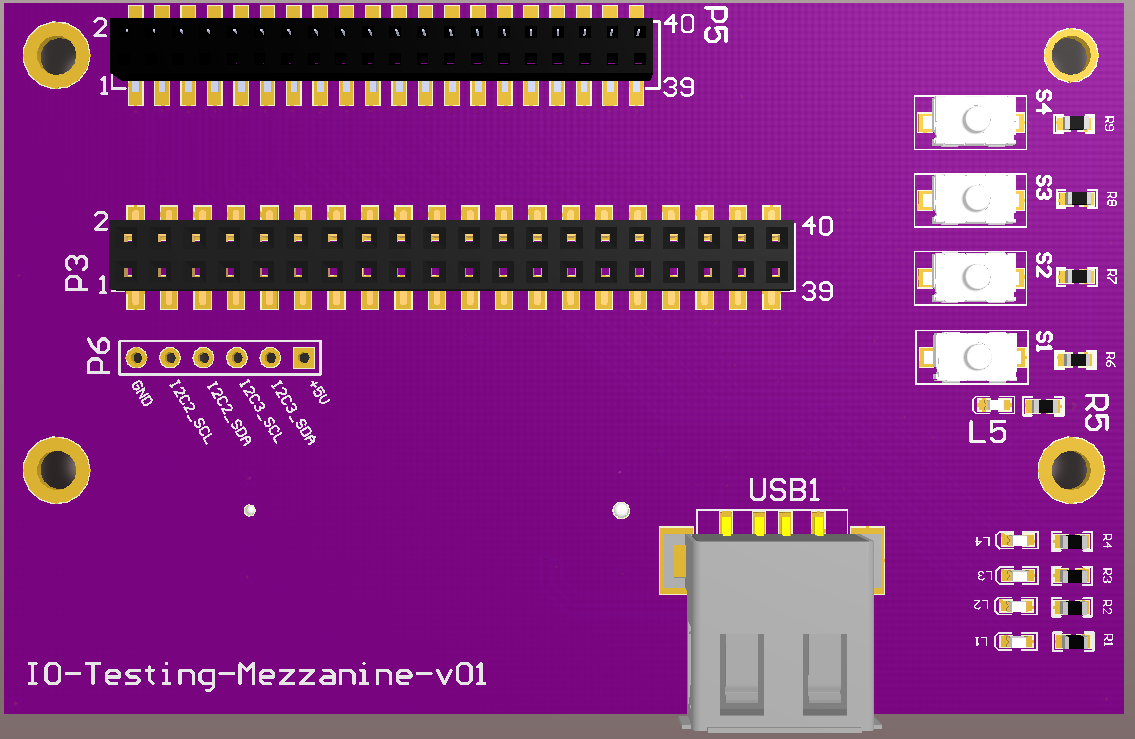 2
40
P5
1
39
S4
R9
S3
R8
2
40
P3
1
39
S2
R7
P6
S1
R6
GND
I2C2_SCL
I2C2_SDA
I2C3_SCL
I2C3_SDA
+5V
R5
L5
USB1
L4
R4
L3
R3
L2
R2
L1
R1
IO-Testing-Mezzanine-v01